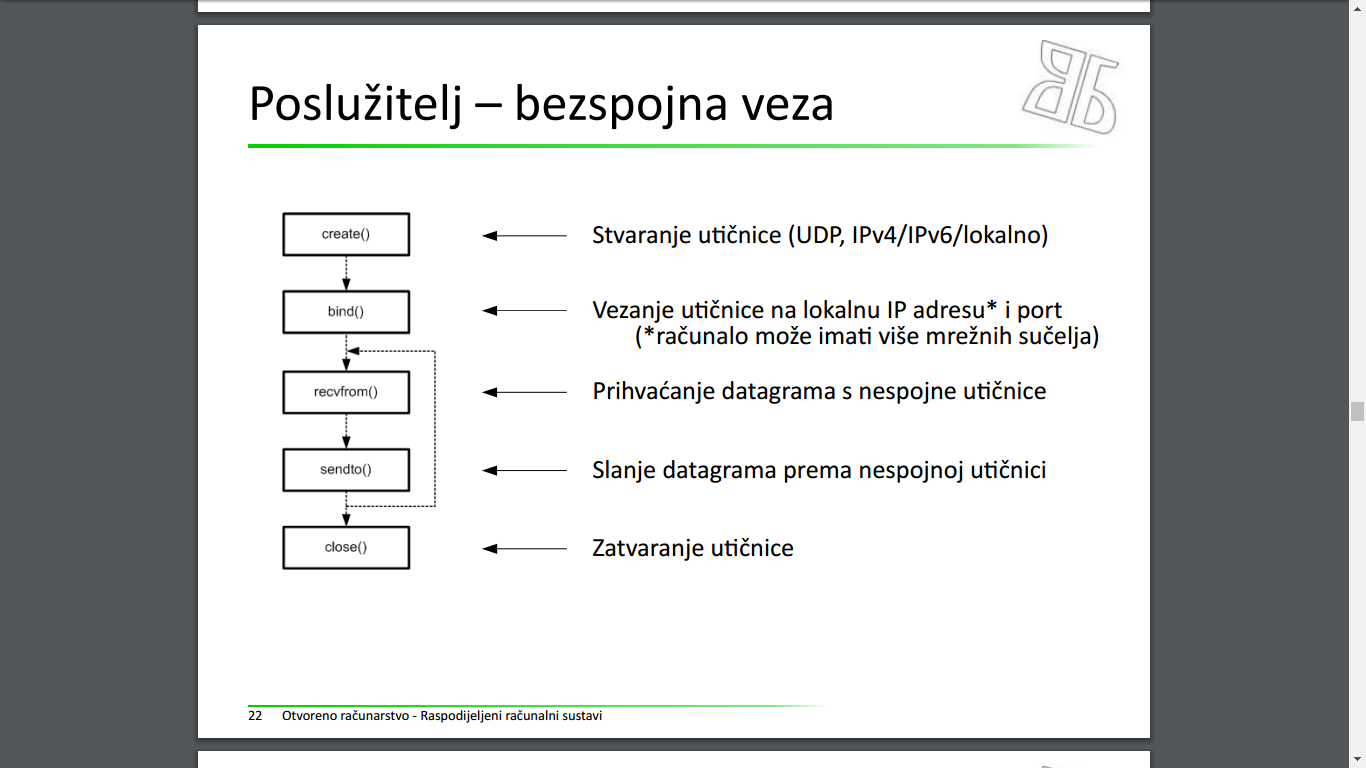 Poslužitelj – bezspojna veza
create()
Stvaranje utičnice (UDP, IPv4/IPv6/lokalno)
bind()
Vezanje utičnice na lokalnu IP adresu* i port
(*računalo može imati više mrežnih sučelja)
recvfrom()
Prihvaćanje datagrama s nespojne utičnice
sendto()
Slanje datagrama prema nespojnoj utičnici
close()
Zatvaranje utičnice
22 Otvoreno računarstvo - Raspodijeljeni računalni sustavi